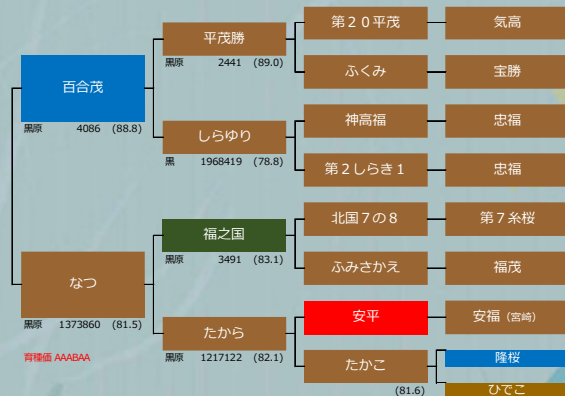 百合茂
黒原 4086 (88.8)
平茂勝
黒原 2441 (89.0)
第20平茂
気高
ふくみ
宝勝
しらゆり
黒 1968419 (78.8)
神高福
忠福
第2しらき1
忠福
なつ
黒原 1373860 (81.5)
育種価 AAABAA
福之国
黒原 3491 (83.1)
北国7の8
第7糸桜
ふみさかえ
福茂
たから
黒原 1217122 (82.1)
安平
安福(宮崎)
たかこ
(81.6)
隆桜
ひでこ